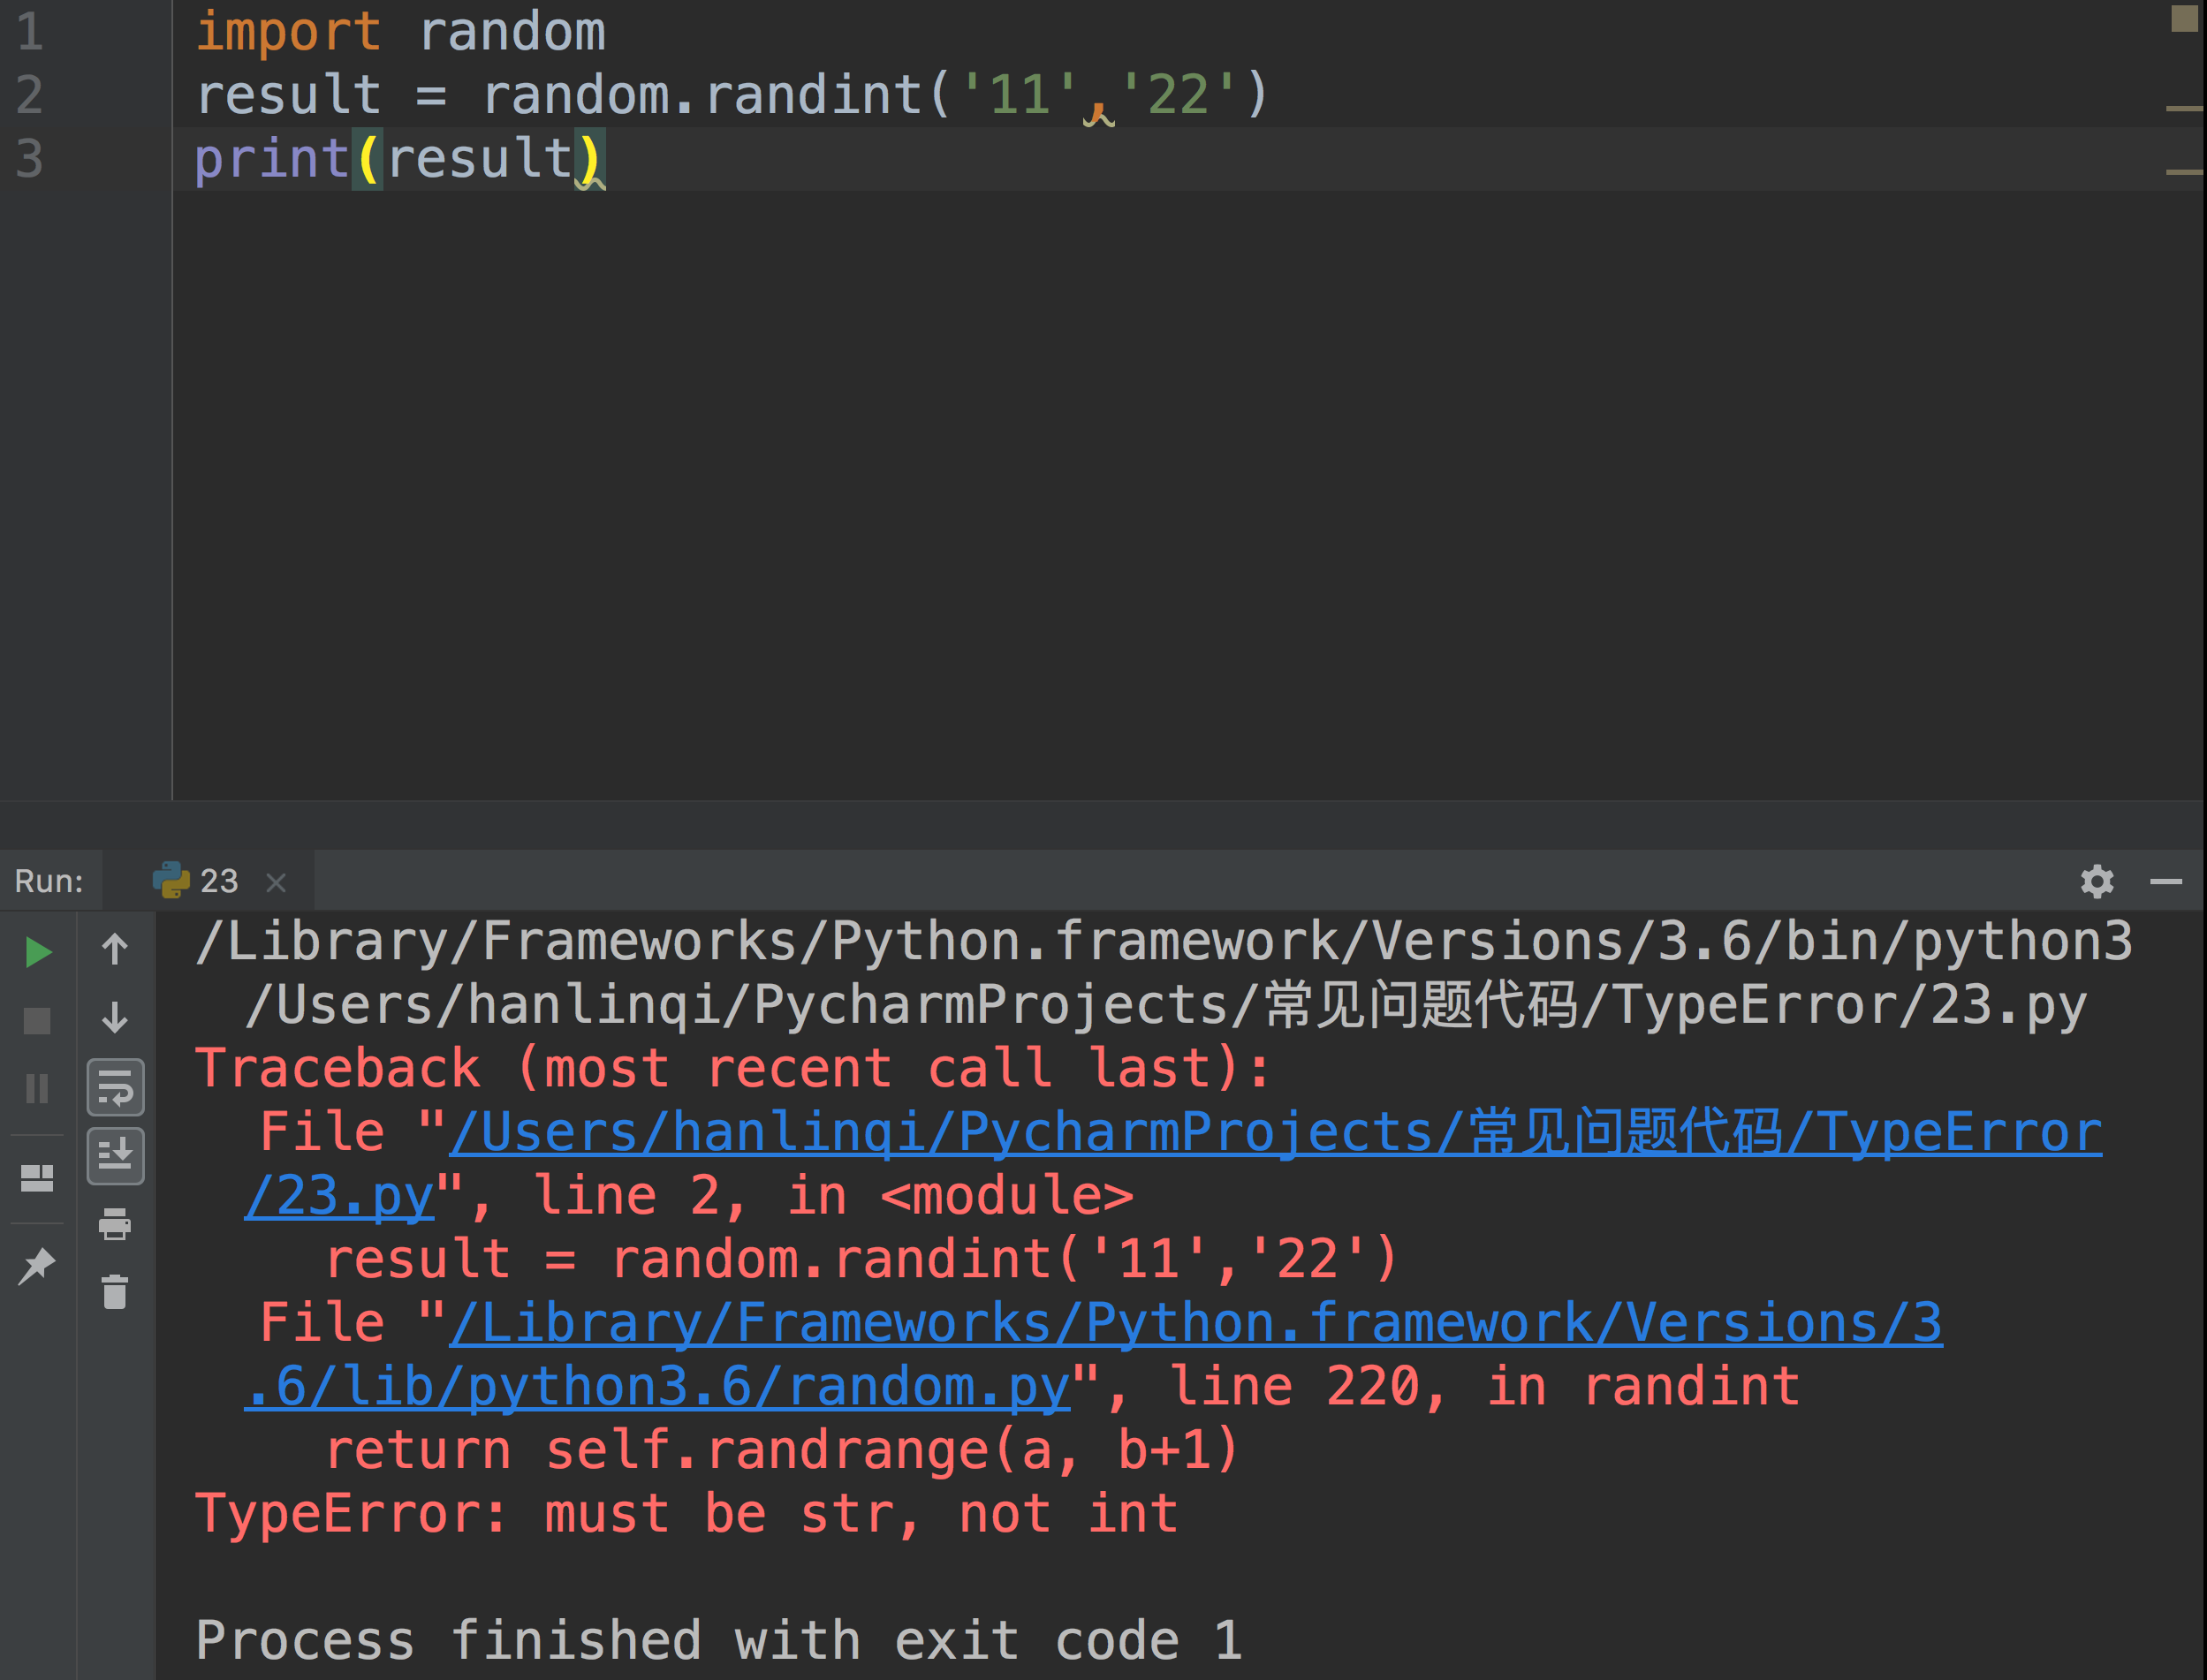 1 import random
2 result = random.randint('11','22')
3 print(result)
Run: 23
/Library/Frameworks/Python.framework/Versions/3.6/bin/python3
/Users/hanlinqi/PycharmProjects/常见问题代码/TypeError/23.py
Traceback (most recent call last):
File "/Users/hanlinqi/PycharmProjects/常见问题代码/TypeError
/23.py", line 2, in <module>
result = random.randint('11','22')
File "/Library/Frameworks/Python.framework/Versions/3
.6/lib/python3.6/random.py", line 220, in randint
return self.randrange(a, b+1)
TypeError: must be str, not int
Process finished with exit code 1